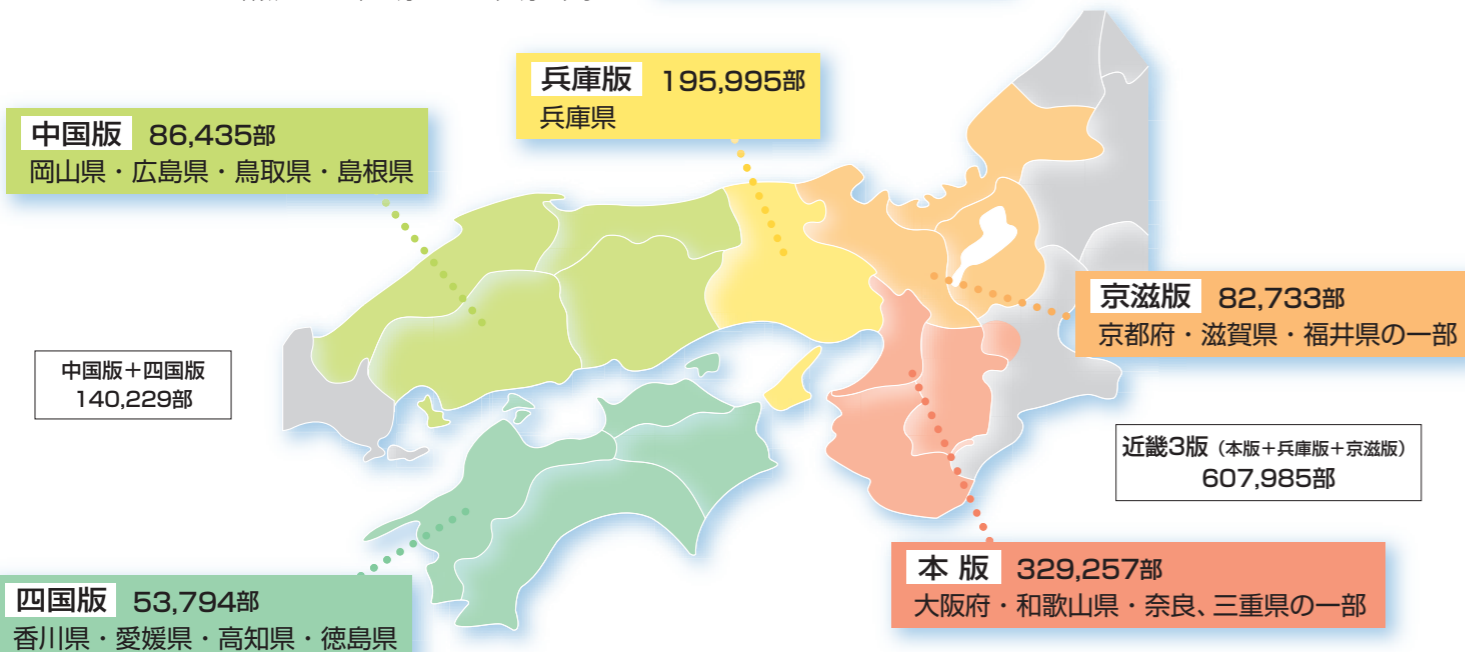 兵庫版 195,995部
兵庫県
中国版 86,435部
岡山県・広島県・鳥取県・島根県
京滋版 82,733部
京都府・滋賀県・福井県の一部
中国版＋四国版
140,229部
近畿3版（本版＋兵庫版＋京滋版）
607,985部
本 版 329,257部
大阪府・和歌山県・奈良、三重県の一部
四国版 53,794部
香川県・愛媛県・高知県・徳島県